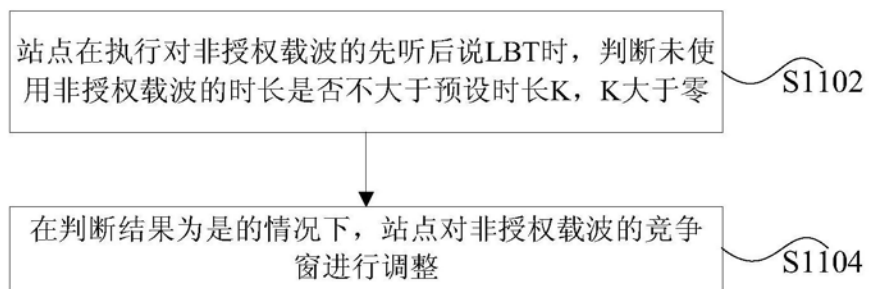 站点在执行对非授权载波的先听后说LBT时，判断未使
用非授权载波的时长是否不大于预设时长K，K大于零
S1102
在判断结果为是的情况下，站点对非授权载波的竞争
窗进行调整
S1104